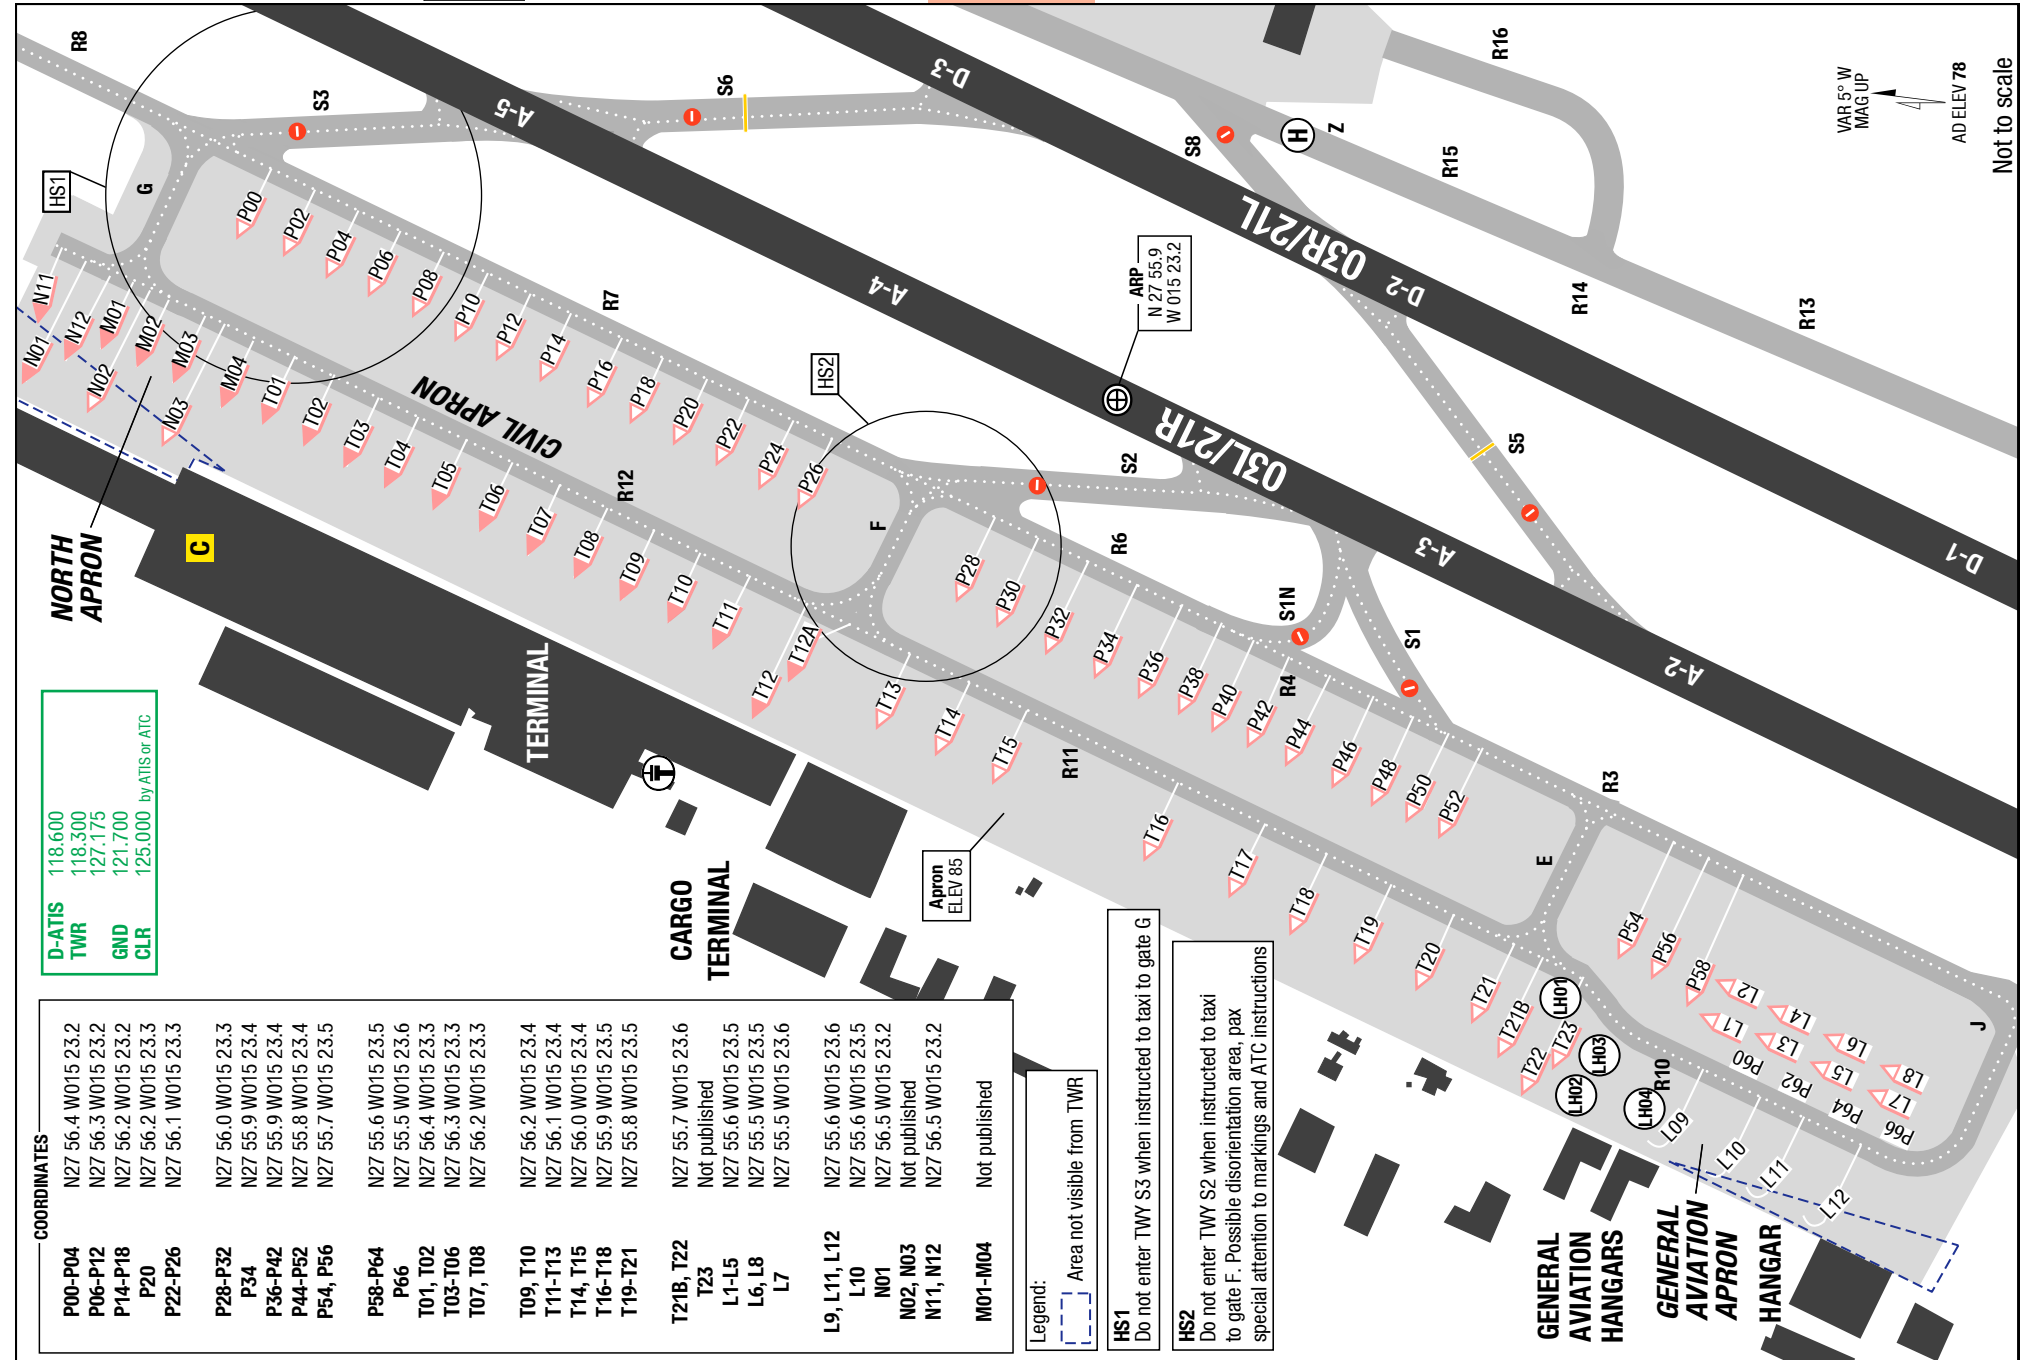 D-ATIS 118.600
TWR 118.300
127.175
GND 121.700
CLR 125.000 by ATIS or ATC
COORDINATES
P00-P04 N27 56.4 W015 23.2
P06-P12 N27 56.3 W015 23.2
P14-P18 N27 56.2 W015 23.2
P20 N27 56.2 W015 23.3
P22-P26 N27 56.1 W015 23.3
P28-P32 N27 56.0 W015 23.3
P34 N27 55.9 W015 23.4
P36-P42 N27 55.9 W015 23.4
P44-P52 N27 55.8 W015 23.4
P54, P56 N27 55.7 W015 23.5
P58-P64 N27 55.6 W015 23.5
P66 N27 55.5 W015 23.6
T01, T02 N27 56.4 W015 23.3
T03-T06 N27 56.3 W015 23.3
T07, T08 N27 56.2 W015 23.3
T09, T10 N27 56.2 W015 23.4
T11-T13 N27 56.1 W015 23.4
T14, T15 N27 56.0 W015 23.4
T16-T18 N27 55.9 W015 23.5
T19-T21 N27 55.8 W015 23.5
T21B, T22 N27 55.7 W015 23.6
T23 Not published
L1-L5 N27 55.6 W015 23.5
L6, L8 N27 55.5 W015 23.5
L7 N27 55.5 W015 23.6
L9, L11, L12 N27 55.6 W015 23.6
L10 N27 55.6 W015 23.5
N01 N27 56.5 W015 23.2
N02, N03 Not published
N11, N12 N27 56.5 W015 23.2
M01-M04 Not published
Legend:
Area not visible from TWR
HS1
Do not enter TWY S3 when instructed to taxi to gate G
HS2
Do not enter TWY S2 when instructed to taxi
to gate F. Possible disorientation area, pax
special attention to markings and ATC instructions
NORTH
APRON
C
TERMINAL
CARGO
TERMINAL
Apron
ELEV 85
CIVIL APRON
GENERAL
AVIATION
HANGARS
GENERAL
AVIATION
APRON
HANGAR
HS1
HS2
ARP
N 27 55.9
W 015 23.2
VAR 5° W
MAG UP
AD ELEV 78
Not to scale
03L/21R
03R/21L
A-5
A-4
A-3
A-2
D-3
D-2
D-1
R8
R7
R6
R4
R3
R12
R11
R10
R16
R15
R14
R13
S3
S6
S8
S2
S5
S1N
S1
G
F
E
J
H
Z
N11
N01
N12
M01
N02
M02
M03
N03
M04
T01
T02
T03
T04
T05
T06
T07
T08
T09
T10
T11
T12
T12A
T13
T14
T15
T16
T17
T18
T19
T20
T21
T21B
T22
T23
P00
P02
P04
P06
P08
P10
P12
P14
P16
P18
P20
P22
P24
P26
P28
P30
P32
P34
P36
P38
P40
P42
P44
P46
P48
P50
P52
P54
P56
P58
P60
P62
P64
P66
L1
L2
L3
L4
L5
L6
L7
L8
L09
L10
L11
L12
LH01
LH02
LH03
LH04